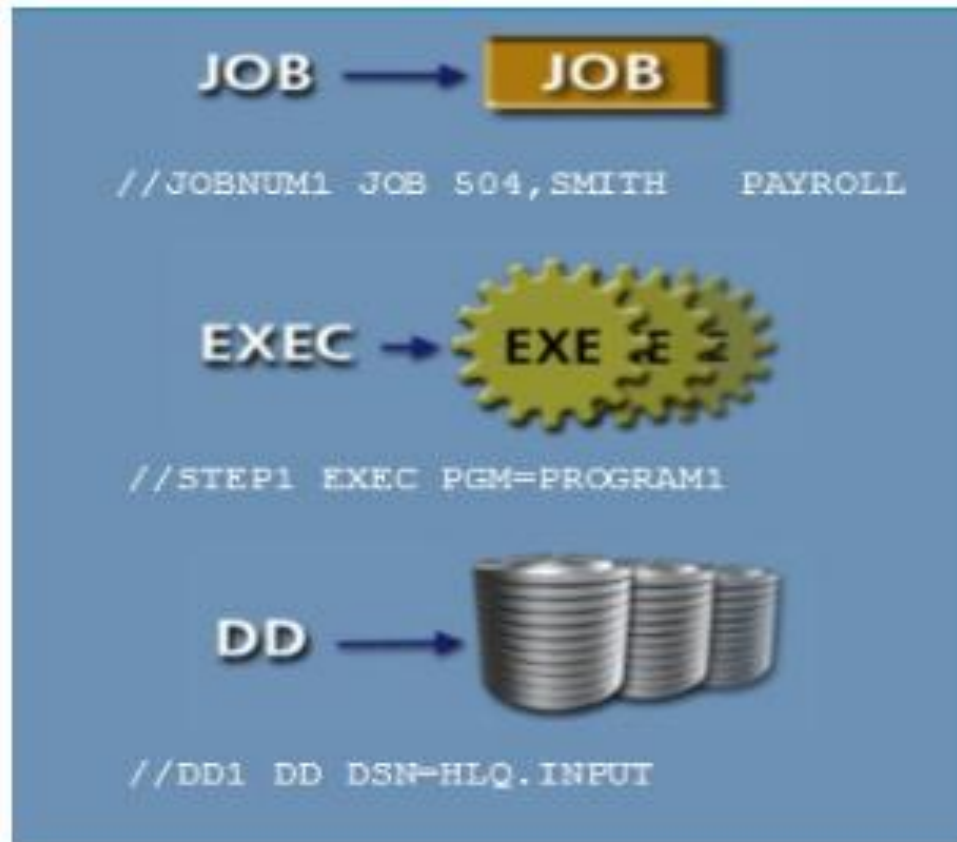 JOB JOB
//JOBNUM1 JOB 504,SMITH PAYROLL
EXEC EXE E
//STEP1 EXEC PGM=PROGRAM1
DD
//DD1 DD DSN=HLQ.INPUT